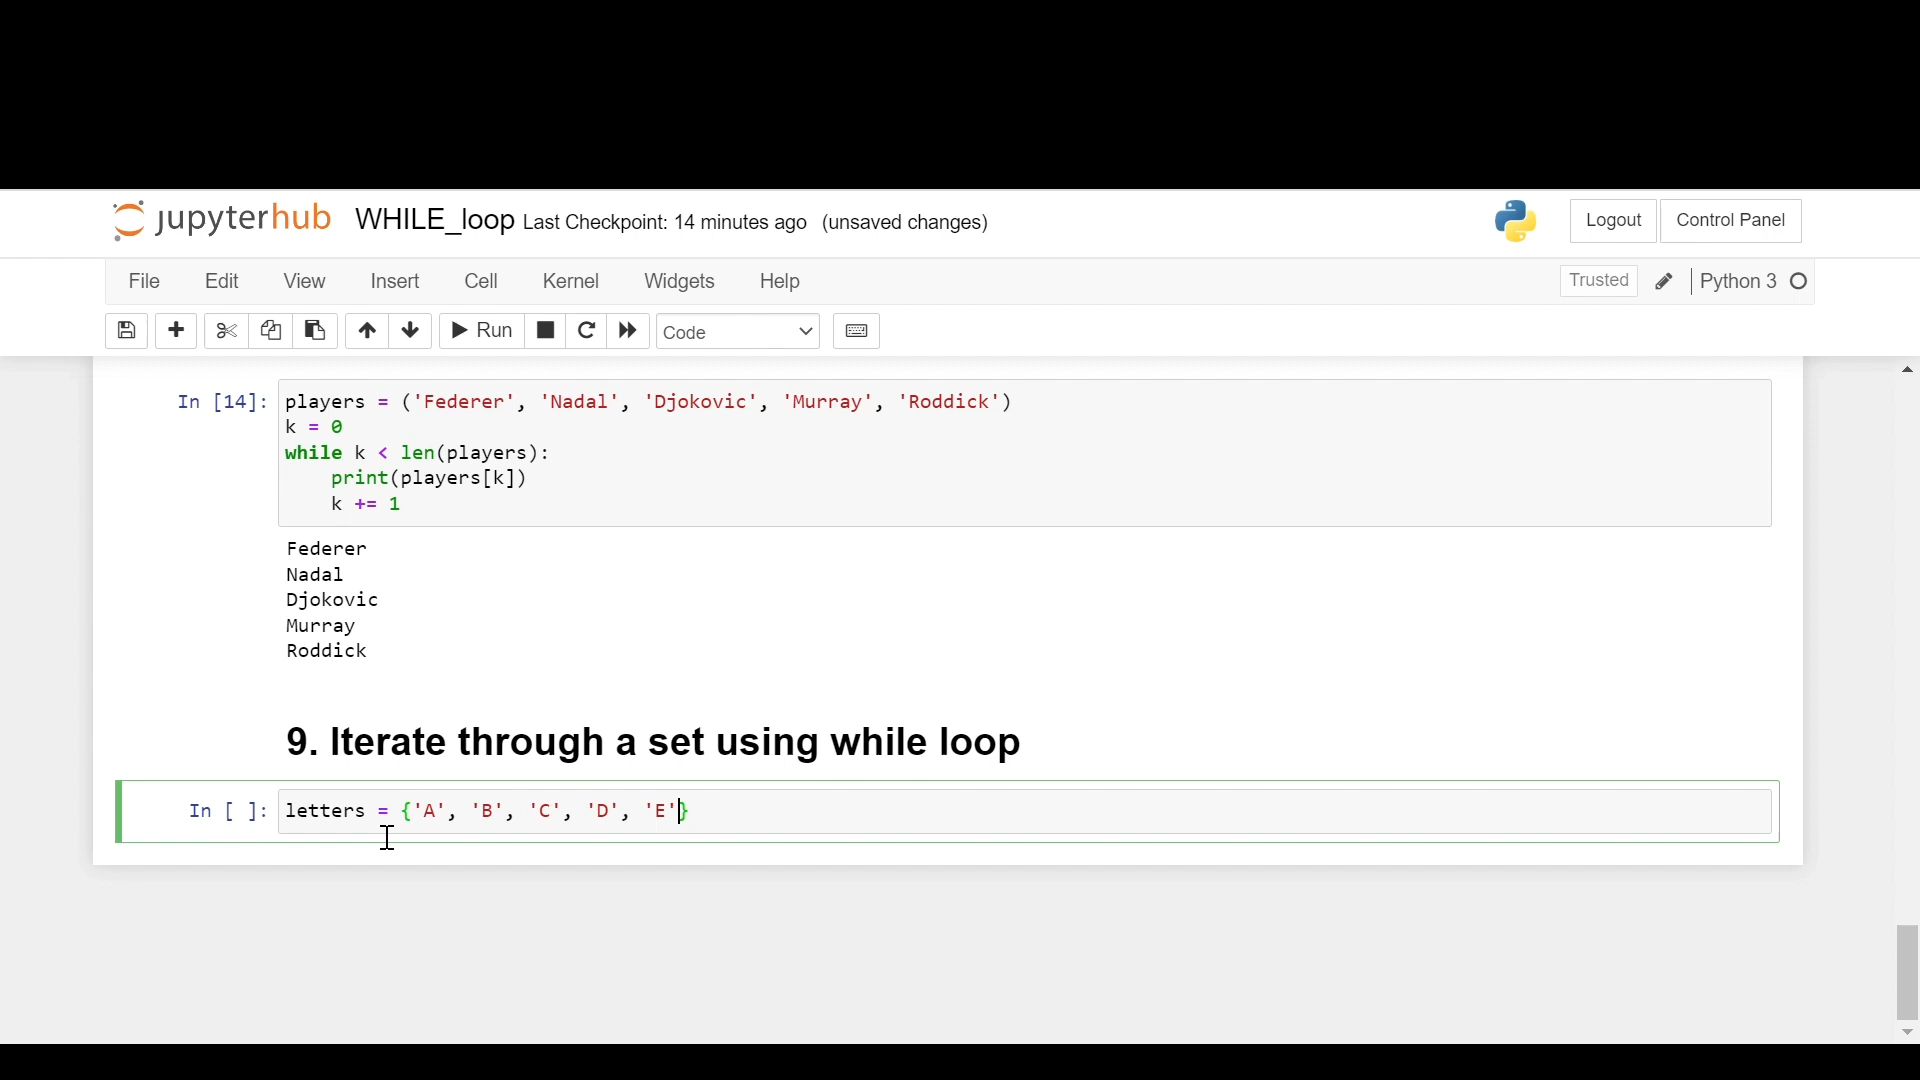 jupyterhub WHILE_loop Last Checkpoint: 14 minutes ago (unsaved changes) Logout Control Panel
File Edit View Insert Cell Kernel Widgets Help Trusted Python 3
Run Code
In [14]: players = ('Federer', 'Nadal', 'Djokovic', 'Murray', 'Roddick')
k = 0
while k < len(players):
    print(players[k])
    k += 1
Federer
Nadal
Djokovic
Murray
Roddick
9. Iterate through a set using while loop
In [ ]: letters = {'A', 'B', 'C', 'D', 'E'}